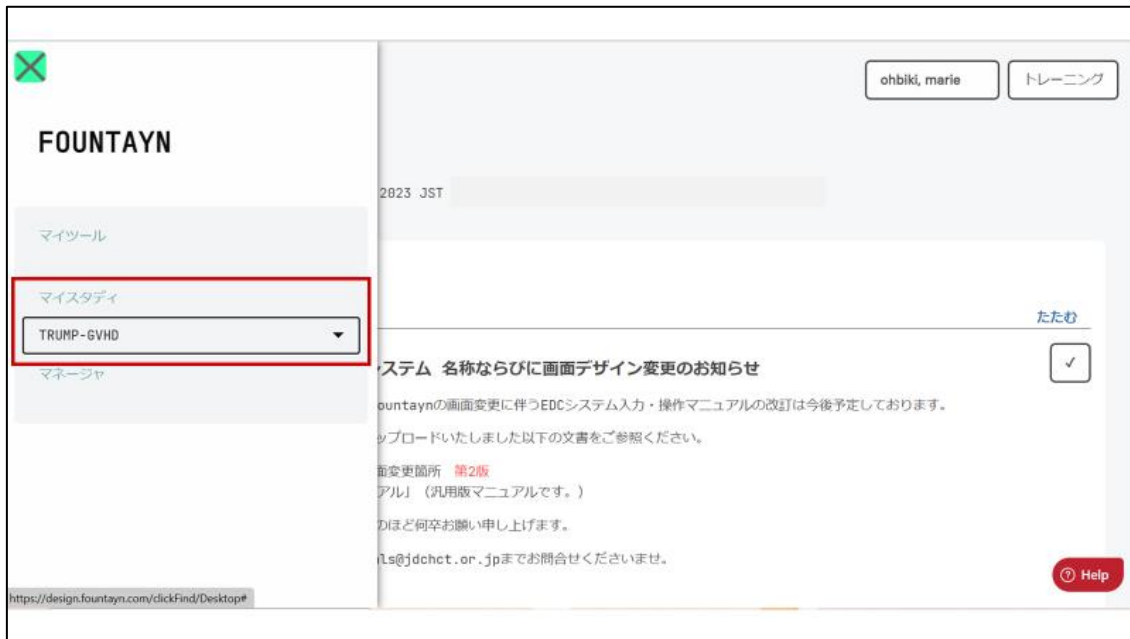 ohbiki, marie
トレーニング
FOUNTAYN
2023 JST
マイツール
マイスタディ
TRUMP-GVHD
マネージャ
たたむ
システム 名称ならびに画面デザイン変更のお知らせ
ountaynの画面変更に伴うEDCシステム入力・操作マニュアルの改訂は今後予定しております。
ップロードいたしました以下の文書をご参照ください。
面変更箇所 第2版
アル」（汎用版マニュアルです。）
のほど何卒お願い申し上げます。
ls@jdchct.or.jpまでお問合せくださいませ。
Help
https://design.fountayn.com/clickFind/Desktop#